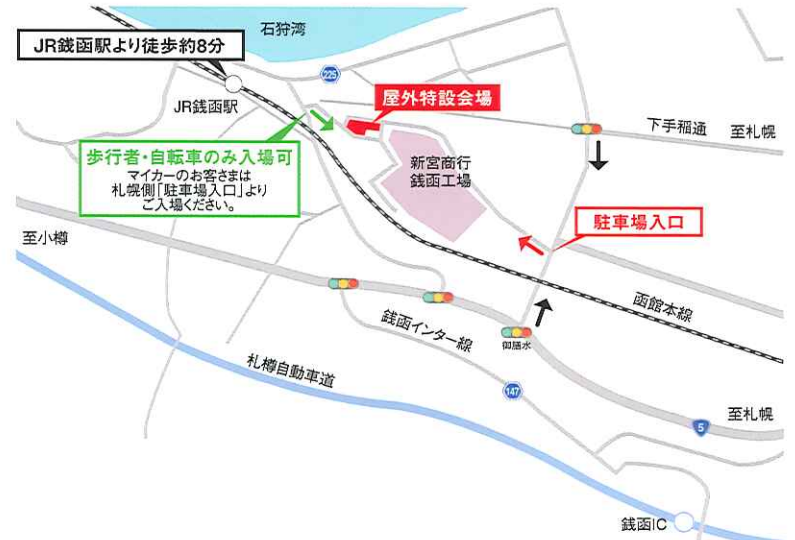 石狩湾
JR銭函駅より徒歩約8分
225
JR銭函駅
屋外特設会場
下手稲通
至札幌
歩行者・自転車のみ入場可
マイカーのお客さまは
札幌側「駐車場入口」より
ご入場ください。
新宮商行
銭函工場
駐車場入口
至小樽
函館本線
銭函インター線
御膳水
札樽自動車道
147
至札幌
5
銭函IC